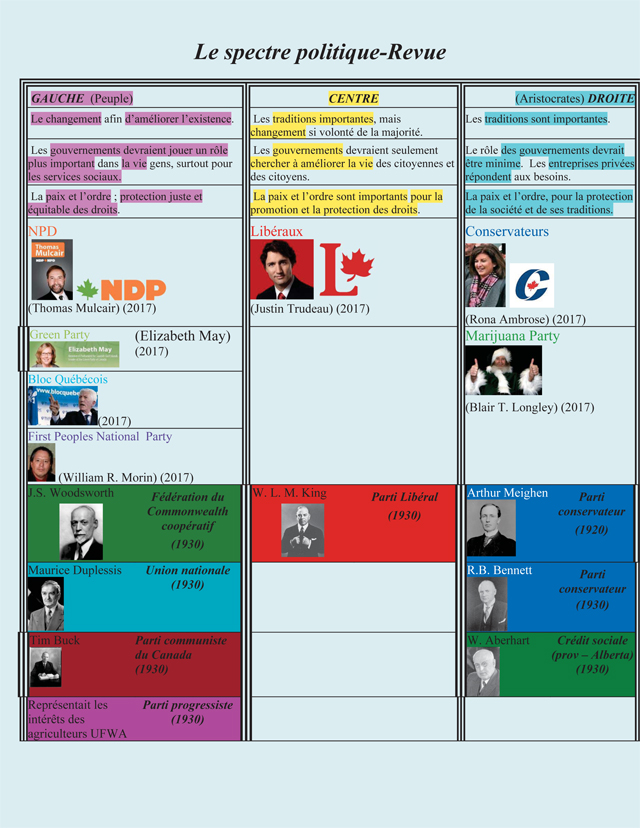 Le spectre politique-Revue
GAUCHE (Peuple)
Le changement afin d’améliorer l’existence.
Les gouvernements devraient jouer un rôle
plus important dans la vie gens, surtout pour
les services sociaux.
La paix et l’ordre ; protection juste et
équitable des droits.
NPD
Thomas
Mulcair
NDP
(Thomas Mulcair) (2017)
Green Party
(Elizabeth May)
(2017)
Elizabeth May
Bloc Québécois
www.blocquebe
(2017)
First Peoples National Party
(William R. Morin) (2017)
J.S. Woodsworth
Fédération du
Commonwealth
coopératif
(1930)
Maurice Duplessis
Union nationale
(1930)
Tim Buck
Parti communiste
du Canada
(1930)
Représentait les
intérêts des
agriculteurs UFWA
Parti progressiste
(1930)
CENTRE
Les traditions importantes, mais
changement si volonté de la majorité.
Les gouvernements devraient seulement
chercher à améliorer la vie des citoyennes et
des citoyens.
La paix et l’ordre sont importants pour la
promotion et la protection des droits.
Libéraux
L
(Justin Trudeau) (2017)
W. L. M. King
Parti Libéral
(1930)
(Aristocrates) DROITE
Les traditions sont importantes.
Le rôle des gouvernements devrait
être minime. Les entreprises privées
répondent aux besoins.
La paix et l’ordre, pour la protection
de la société et de ses traditions.
Conservateurs
C
(Rona Ambrose) (2017)
Marijuana Party
(Blair T. Longley) (2017)
Arthur Meighen
Parti
conservateur
(1920)
R.B. Bennett
Parti
conservateur
(1930)
W. Aberhart
Crédit sociale
(prov – Alberta)
(1930)